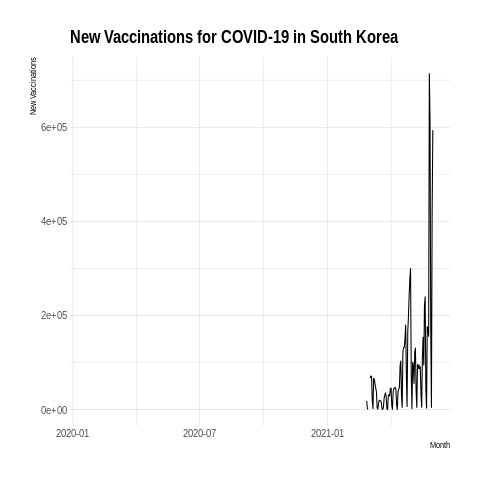 New Vaccinations for COVID-19 in South Korea
New Vaccinations
6e+05
4e+05
2e+05
0e+00
2020-01
2020-07
2021-01
Month